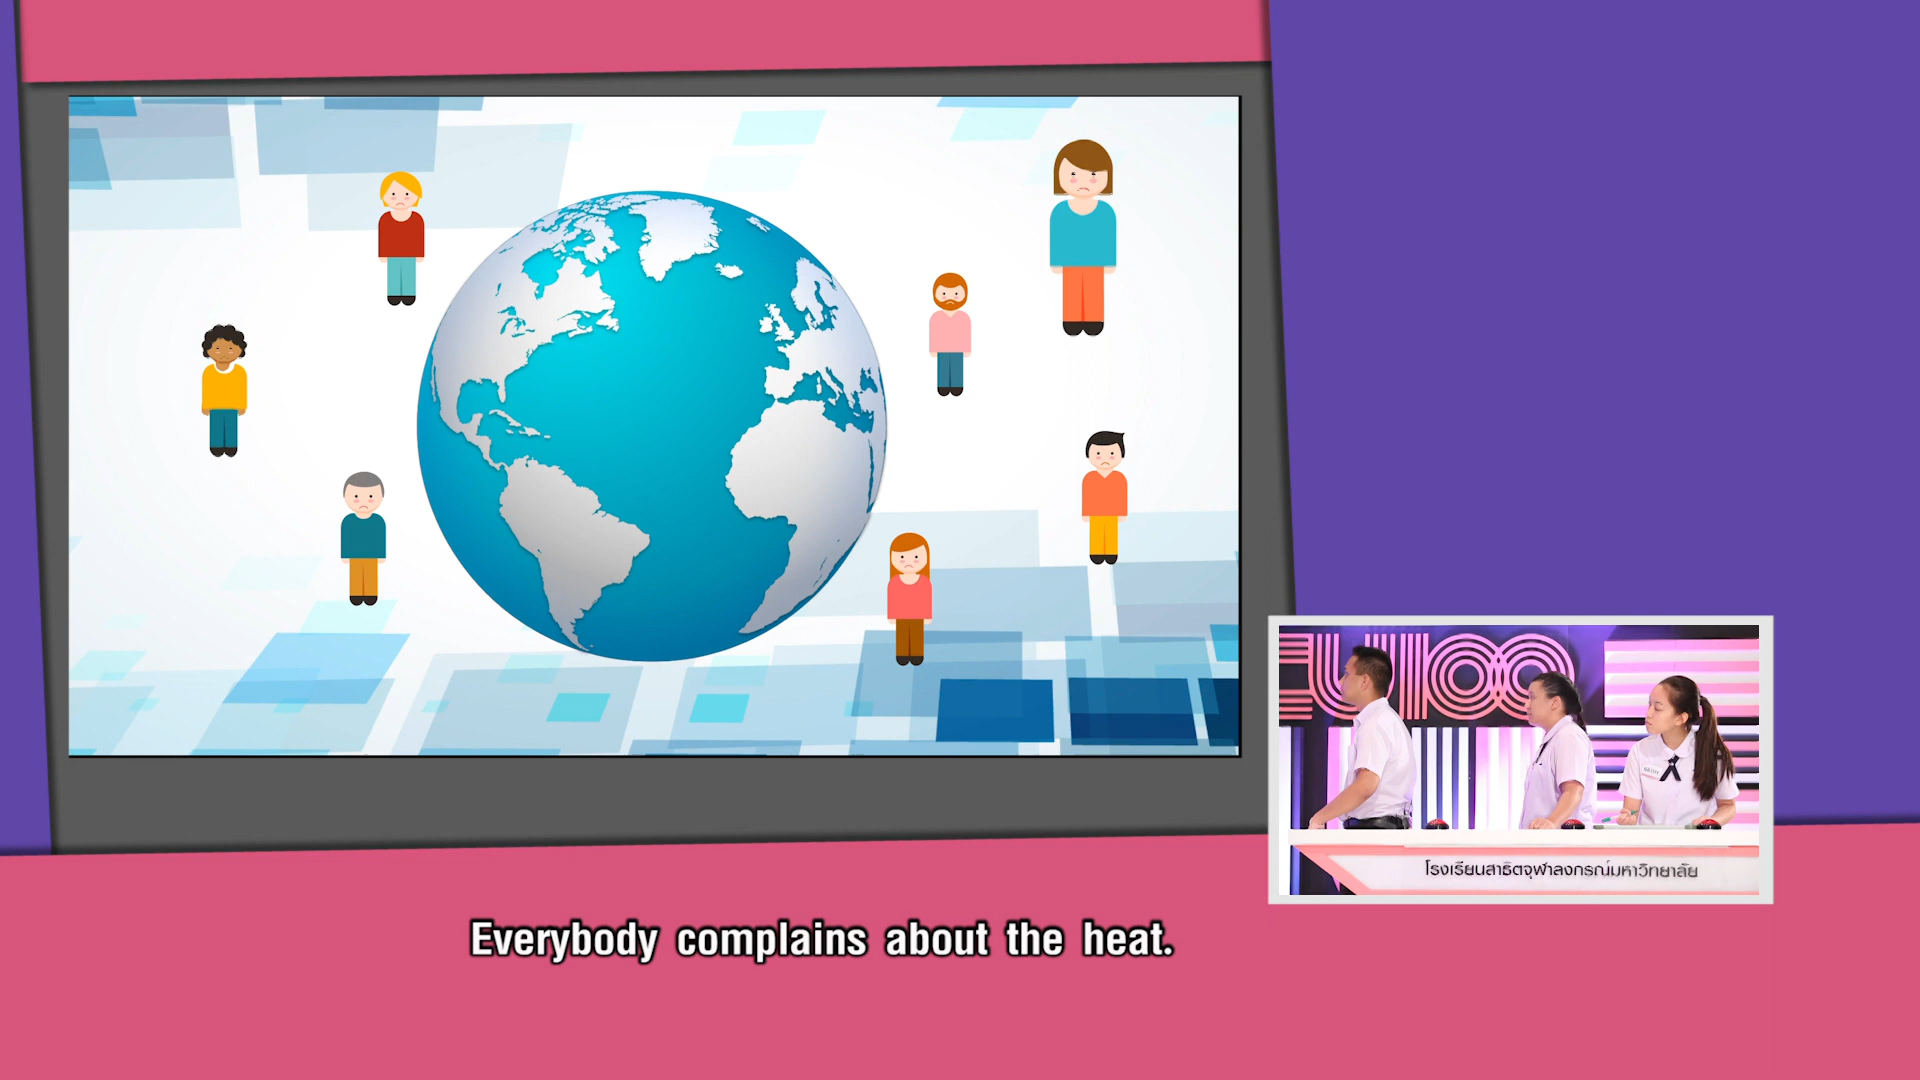 CU100
โรงเรียนสาธิตจุฬาลงกรณ์มหาวิทยาลัย
Everybody complains about the heat.